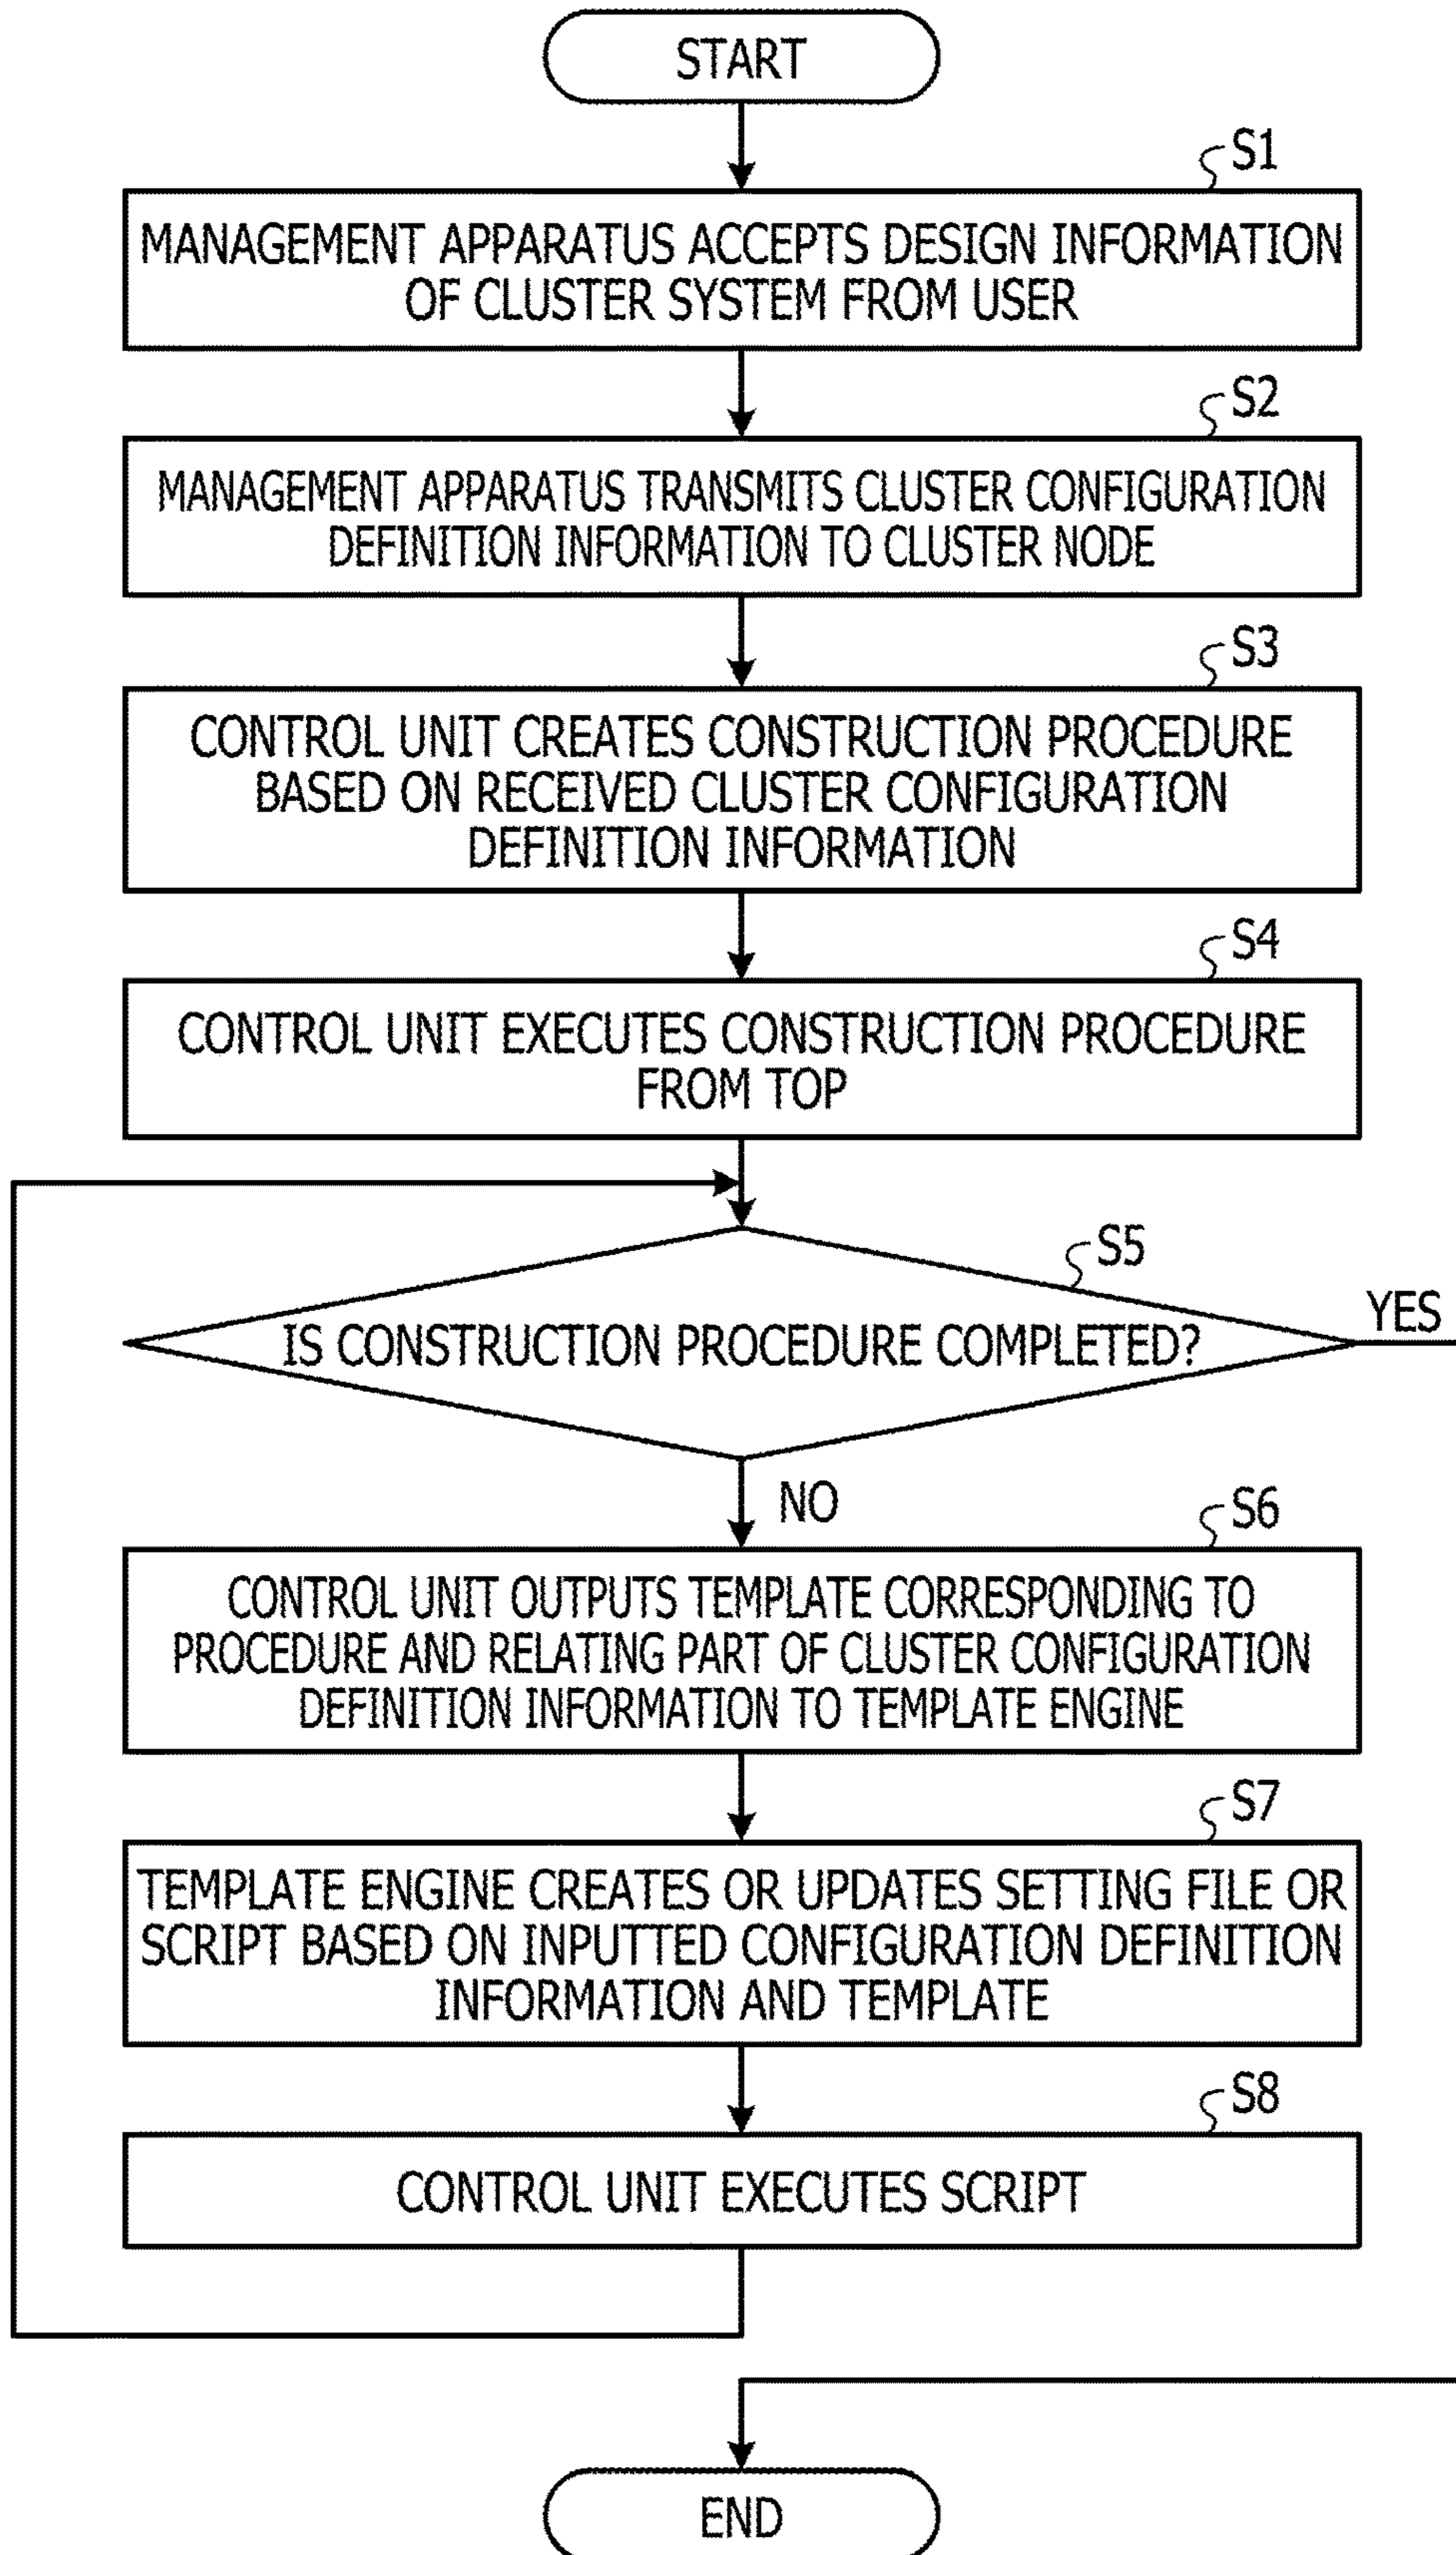 START
S1
MANAGEMENT APPARATUS ACCEPTS DESIGN INFORMATION
OF CLUSTER SYSTEM FROM USER
S2
MANAGEMENT APPARATUS TRANSMITS CLUSTER CONFIGURATION
DEFINITION INFORMATION TO CLUSTER NODE
S3
CONTROL UNIT CREATES CONSTRUCTION PROCEDURE
BASED ON RECEIVED CLUSTER CONFIGURATION
DEFINITION INFORMATION
S4
CONTROL UNIT EXECUTES CONSTRUCTION PROCEDURE
FROM TOP
S5
IS CONSTRUCTION PROCEDURE COMPLETED?
YES
NO
S6
CONTROL UNIT OUTPUTS TEMPLATE CORRESPONDING TO
PROCEDURE AND RELATING PART OF CLUSTER CONFIGURATION
DEFINITION INFORMATION TO TEMPLATE ENGINE
S7
TEMPLATE ENGINE CREATES OR UPDATES SETTING FILE OR
SCRIPT BASED ON INPUTTED CONFIGURATION DEFINITION
INFORMATION AND TEMPLATE
S8
CONTROL UNIT EXECUTES SCRIPT
END